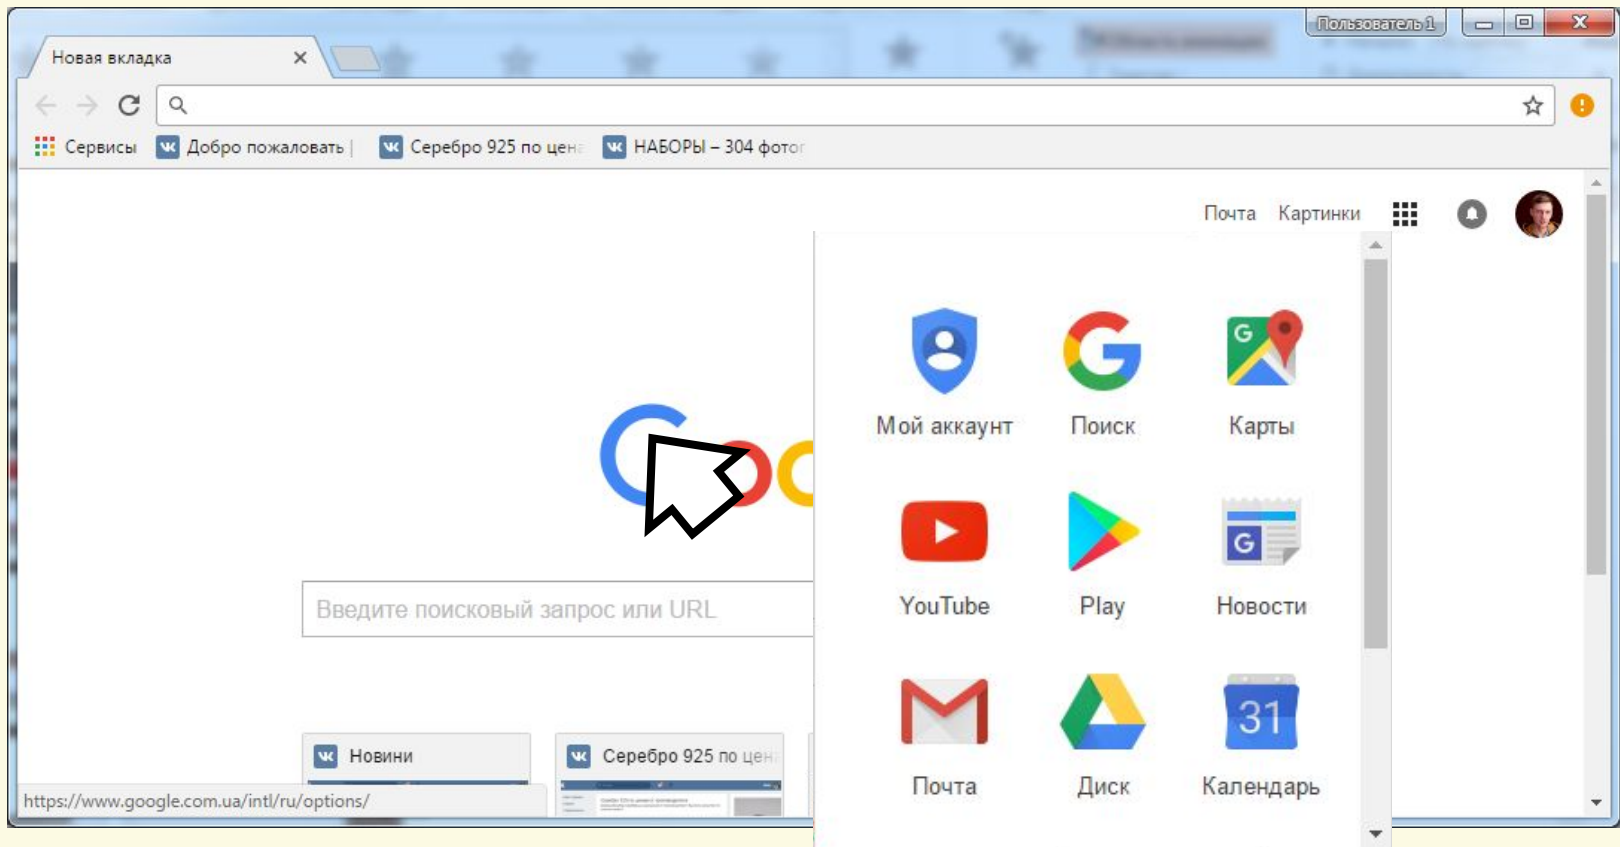 Пользователь 1
Новая вкладка
Сервисы Добро пожаловать | Серебро 925 по цен НАБОРЫ – 304 фотог
Почта Картинки
Мой аккаунт Поиск Карты
YouTube Play Новости
Введите поисковый запрос или URL
31
Новини Серебро 925 по цен
Почта Диск Календарь
https://www.google.com.ua/intl/ru/options/